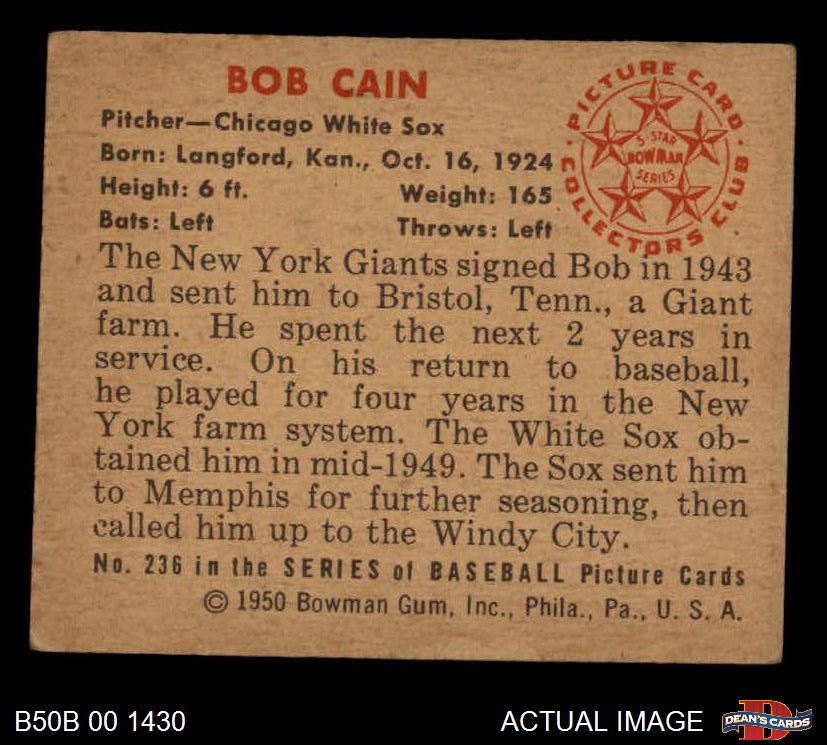 BOB CAIN
Pitcher—Chicago White Sox
Born: Langford, Kan., Oct. 16, 1924
Height: 6 ft. Weight: 165
Bats: Left Throws: Left
PICTURE CARD
COLLECTORS CLUB
5-STAR
BOWMAN
SERIES
The New York Giants signed Bob in 1943
and sent him to Bristol, Tenn., a Giant
farm. He spent the next 2 years in
service. On his return to baseball,
he played for four years in the New
York farm system. The White Sox ob-
tained him in mid-1949. The Sox sent him
to Memphis for further seasoning, then
called him up to the Windy City.
No. 236 in the SERIES of BASEBALL Picture Cards
© 1950 Bowman Gum, Inc., Phila., Pa., U. S. A.
B50B 00 1430
ACTUAL IMAGE
D
DEAN'S CARDS